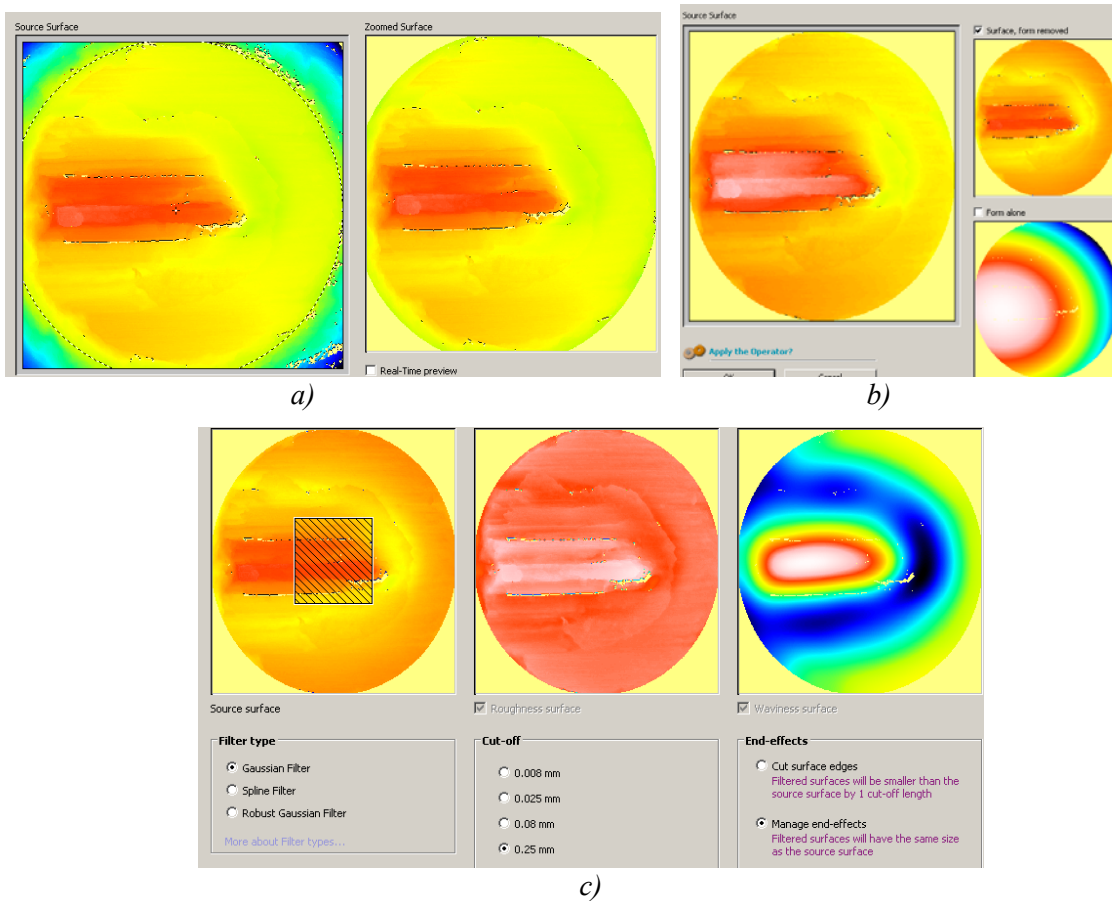 Source Surface
Zoomed Surface
Real-Time preview
a)
Source Surface
Surface, form removed
Form alone
Apply the Operator?
b)
Source surface
Roughness surface
Waviness surface
Filter type
Gaussian Filter
Spline Filter
Robust Gaussian Filter
More about Filter types...
Cut-off
0.008 mm
0.025 mm
0.08 mm
0.25 mm
End-effects
Cut surface edges
Filtered surfaces will be smaller than the
source surface by 1 cut-off length
Manage end-effects
Filtered surfaces will have the same size
as the source surface
c)